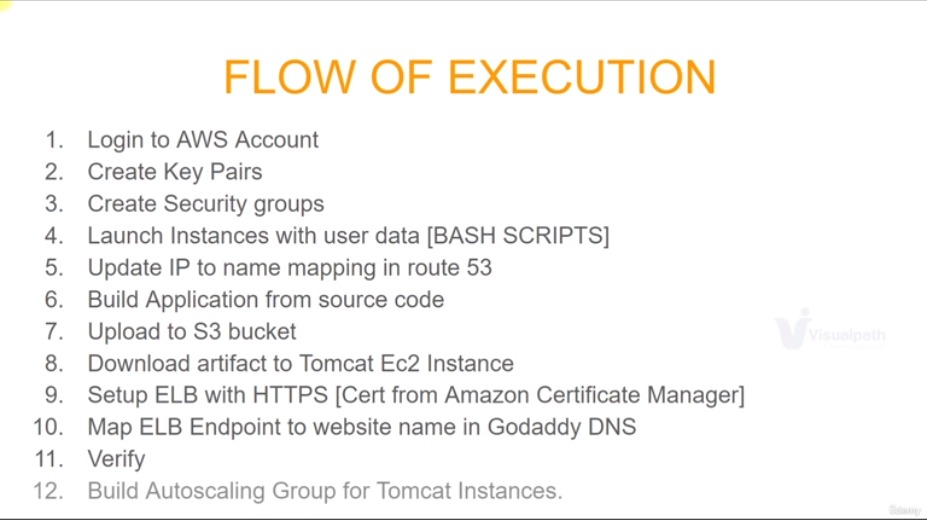 FLOW OF EXECUTION
1. Login to AWS Account
2. Create Key Pairs
3. Create Security groups
4. Launch Instances with user data [BASH SCRIPTS]
5. Update IP to name mapping in route 53
6. Build Application from source code
7. Upload to S3 bucket
8. Download artifact to Tomcat Ec2 Instance
9. Setup ELB with HTTPS [Cert from Amazon Certificate Manager]
10. Map ELB Endpoint to website name in Godaddy DNS
11. Verify
12. Build Autoscaling Group for Tomcat Instances.
Visualpath
Udemy